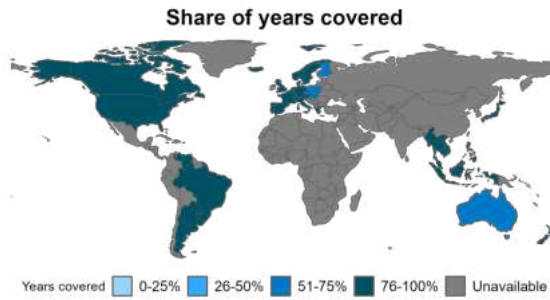 Share of years covered
Years covered 0-25% 26-50% 51-75% 76-100% Unavailable